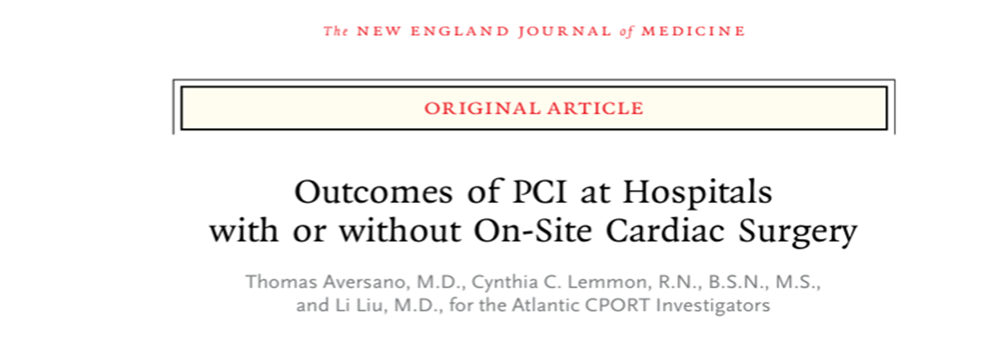 The NEW ENGLAND JOURNAL of MEDICINE
ORIGINAL ARTICLE
Outcomes of PCI at Hospitals
with or without On-Site Cardiac Surgery
Thomas Aversano, M.D., Cynthia C. Lemmon, R.N., B.S.N., M.S.,
and Li Liu, M.D., for the Atlantic CPORT Investigators